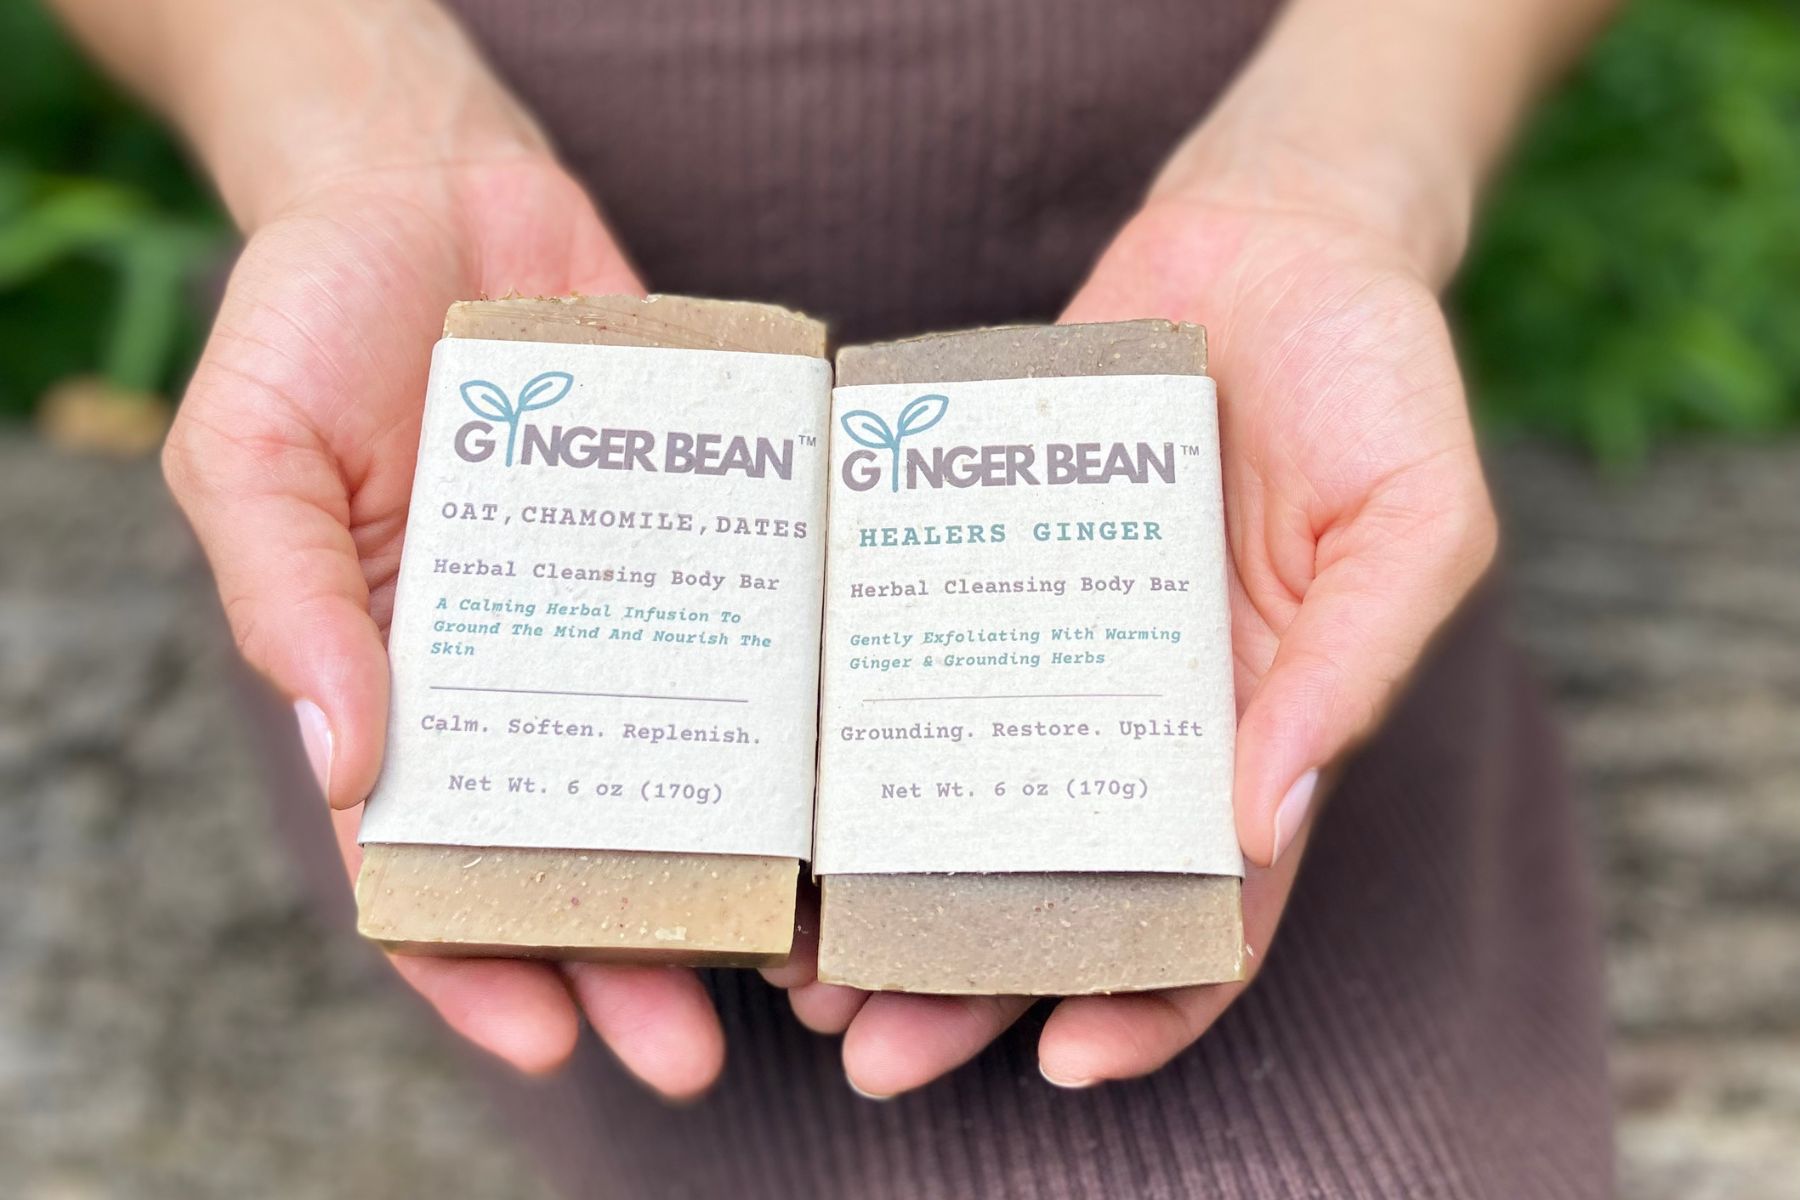 GINGER BEAN™
OAT,CHAMOMILE,DATES
Herbal Cleansing Body Bar
A Calming Herbal Infusion To
Ground The Mind And Nourish The
Skin
Calm. Soften. Replenish.
Net Wt. 6 oz (170g)
GINGER BEAN™
HEALERS GINGER
Herbal Cleansing Body Bar
Gently Exfoliating With Warming
Ginger & Grounding Herbs
Grounding. Restore. Uplift
Net Wt. 6 oz (170g)